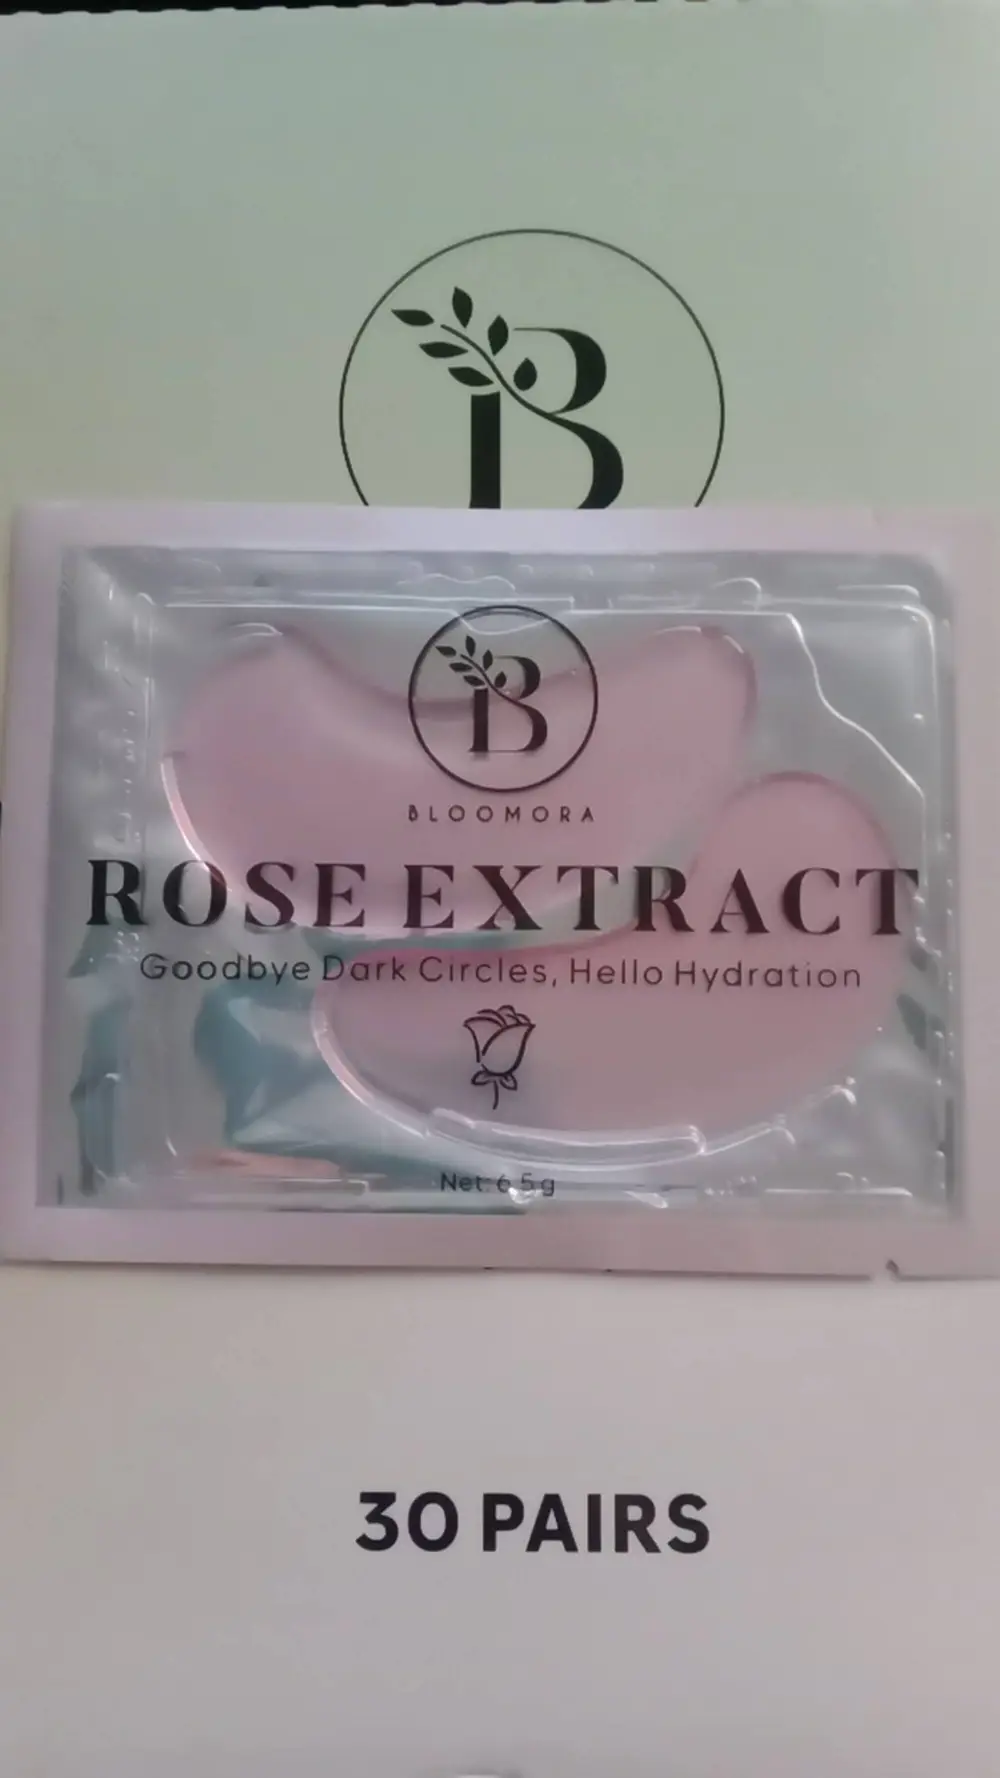 B
B
BLOOMORA
ROSE EXTRACT
Goodbye Dark Circles, Hello Hydration
Net: 6.5g
30 PAIRS